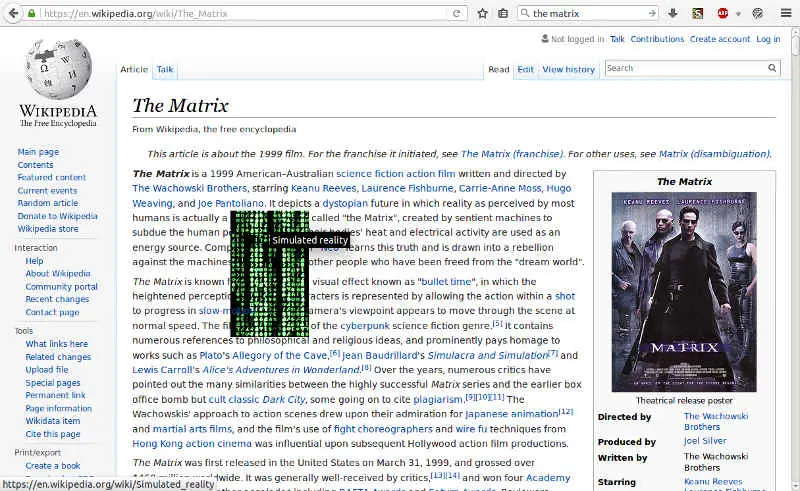 https://en.wikipedia.org/wiki/The_Matrix
the matrix
ABP
Not logged in Talk Contributions Create account Log in
Article Talk
Read Edit View history
Search
WIKIPEDIA
The Free Encyclopedia
Main page
Contents
Featured content
Current events
Random article
Donate to Wikipedia
Wikipedia store
Interaction
Help
About Wikipedia
Community portal
Recent changes
Contact page
Tools
What links here
Related changes
Upload file
Special pages
Permanent link
Page information
Wikidata item
Cite this page
Print/export
Create a book
The Matrix
From Wikipedia, the free encyclopedia
This article is about the 1999 film. For the franchise it initiated, see The Matrix (franchise). For other uses, see Matrix (disambiguation).
The Matrix is a 1999 American–Australian science fiction action film written and directed by
The Wachowski Brothers, starring Keanu Reeves, Laurence Fishburne, Carrie-Anne Moss, Hugo
Weaving, and Joe Pantoliano. It depicts a dystopian future in which reality as perceived by most
humans is actually a called "the Matrix", created by sentient machines to
subdue the human bodies' heat and electrical activity are used as an
Simulated reality
energy source. learns this truth and is drawn into a rebellion
against the machines other people who have been freed from the "dream world".
The Matrix is known visual effect known as "bullet time", in which the
heightened is represented by allowing the action within a shot
to progress in camera's viewpoint appears to move through the scene at
normal speed. The of the cyberpunk science fiction genre.[5] It contains
numerous references to philosophical and religious ideas, and prominently pays homage to
works such as Plato's Allegory of the Cave,[6] Jean Baudrillard's Simulacra and Simulation[7] and
Lewis Carroll's Alice's Adventures in Wonderland.[8] Over the years, numerous critics have
pointed out the many similarities between the highly successful Matrix series and the earlier box
office bomb but cult classic Dark City, some going on to cite plagiarism.[9][10][11] The
Wachowskis' approach to action scenes drew upon their admiration for Japanese animation[12]
and martial arts films, and the film's use of fight choreographers and wire fu techniques from
Hong Kong action cinema was influential upon subsequent Hollywood action film productions.
The Matrix was first released in the United States on March 31, 1999, and grossed over
worldwide. It was generally well-received by critics,[13][14] and won four Academy
The Matrix
KEANU REEVES LAURENCE FISHBURNE
THE
MATRIX
Theatrical release poster
Directed by The Wachowski
Brothers
Produced by Joel Silver
Written by The Wachowski
Brothers
Starring Keanu Reeves
Laurence Fishburne
https://en.wikipedia.org/wiki/Simulated_reality